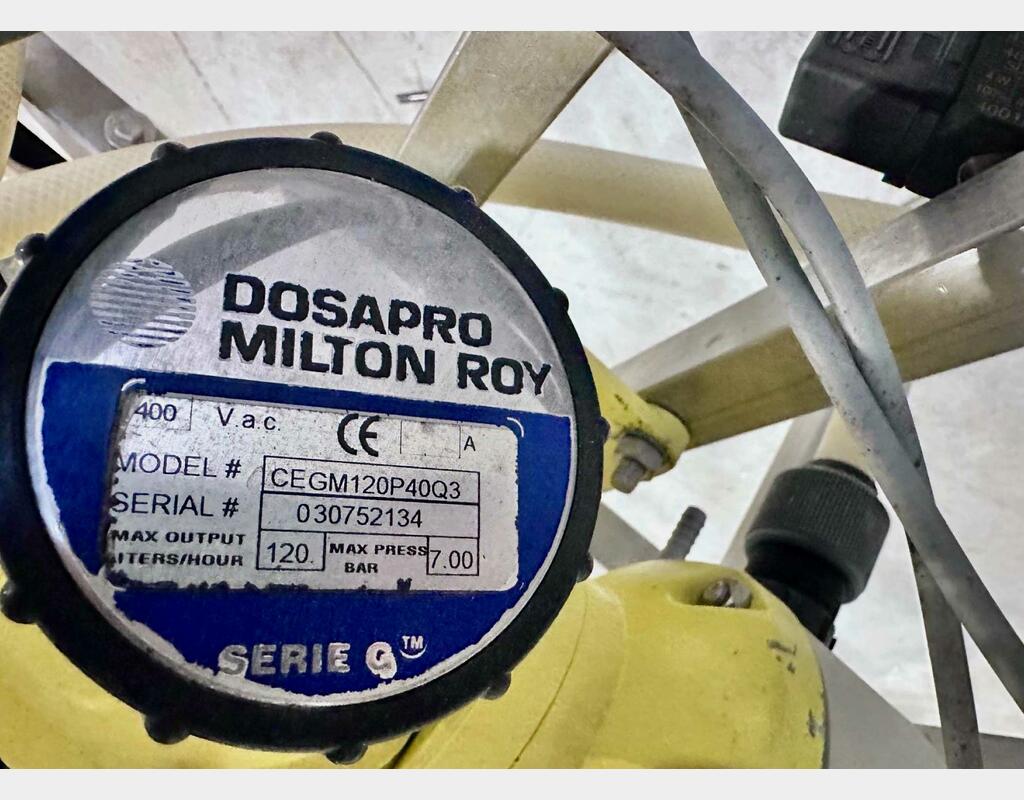 DOSAPRO
MILTON ROY
400 V a.c. CE A
MODEL # CEGM120P40Q3
SERIAL # 030752134
MAX OUTPUT
LITERS/HOUR 120. MAX PRESS BAR 7.00
SERIE G™